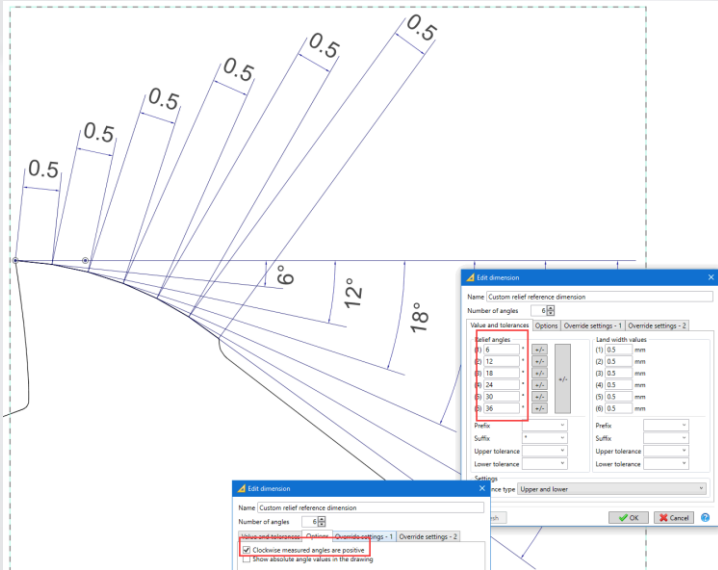 0.5
0.5
0.5
0.5
0.5
0.5
6°
12°
18°
Edit dimension
Name Custom relief reference dimension
Number of angles 6
Value and tolerances Options Override settings - 1 Override settings - 2
Relief angles Land width values
(1) 6 ° +/- (1) 0.5 mm
(2) 12 ° +/- (2) 0.5 mm
(3) 18 ° +/- (3) 0.5 mm
(4) 24 ° +/- +/- (4) 0.5 mm
(5) 30 ° +/- (5) 0.5 mm
(6) 36 ° +/- (6) 0.5 mm
Prefix Prefix
Suffix ° Suffix
Upper tolerance Upper tolerance
Lower tolerance Lower tolerance
Settings
nce type Upper and lower
esh OK Cancel
Edit dimension
Name Custom relief reference dimension
Number of angles 6
Value and tolerances Options Override settings - 1 Override settings - 2
Clockwise measured angles are positive
Show absolute angle values in the drawing